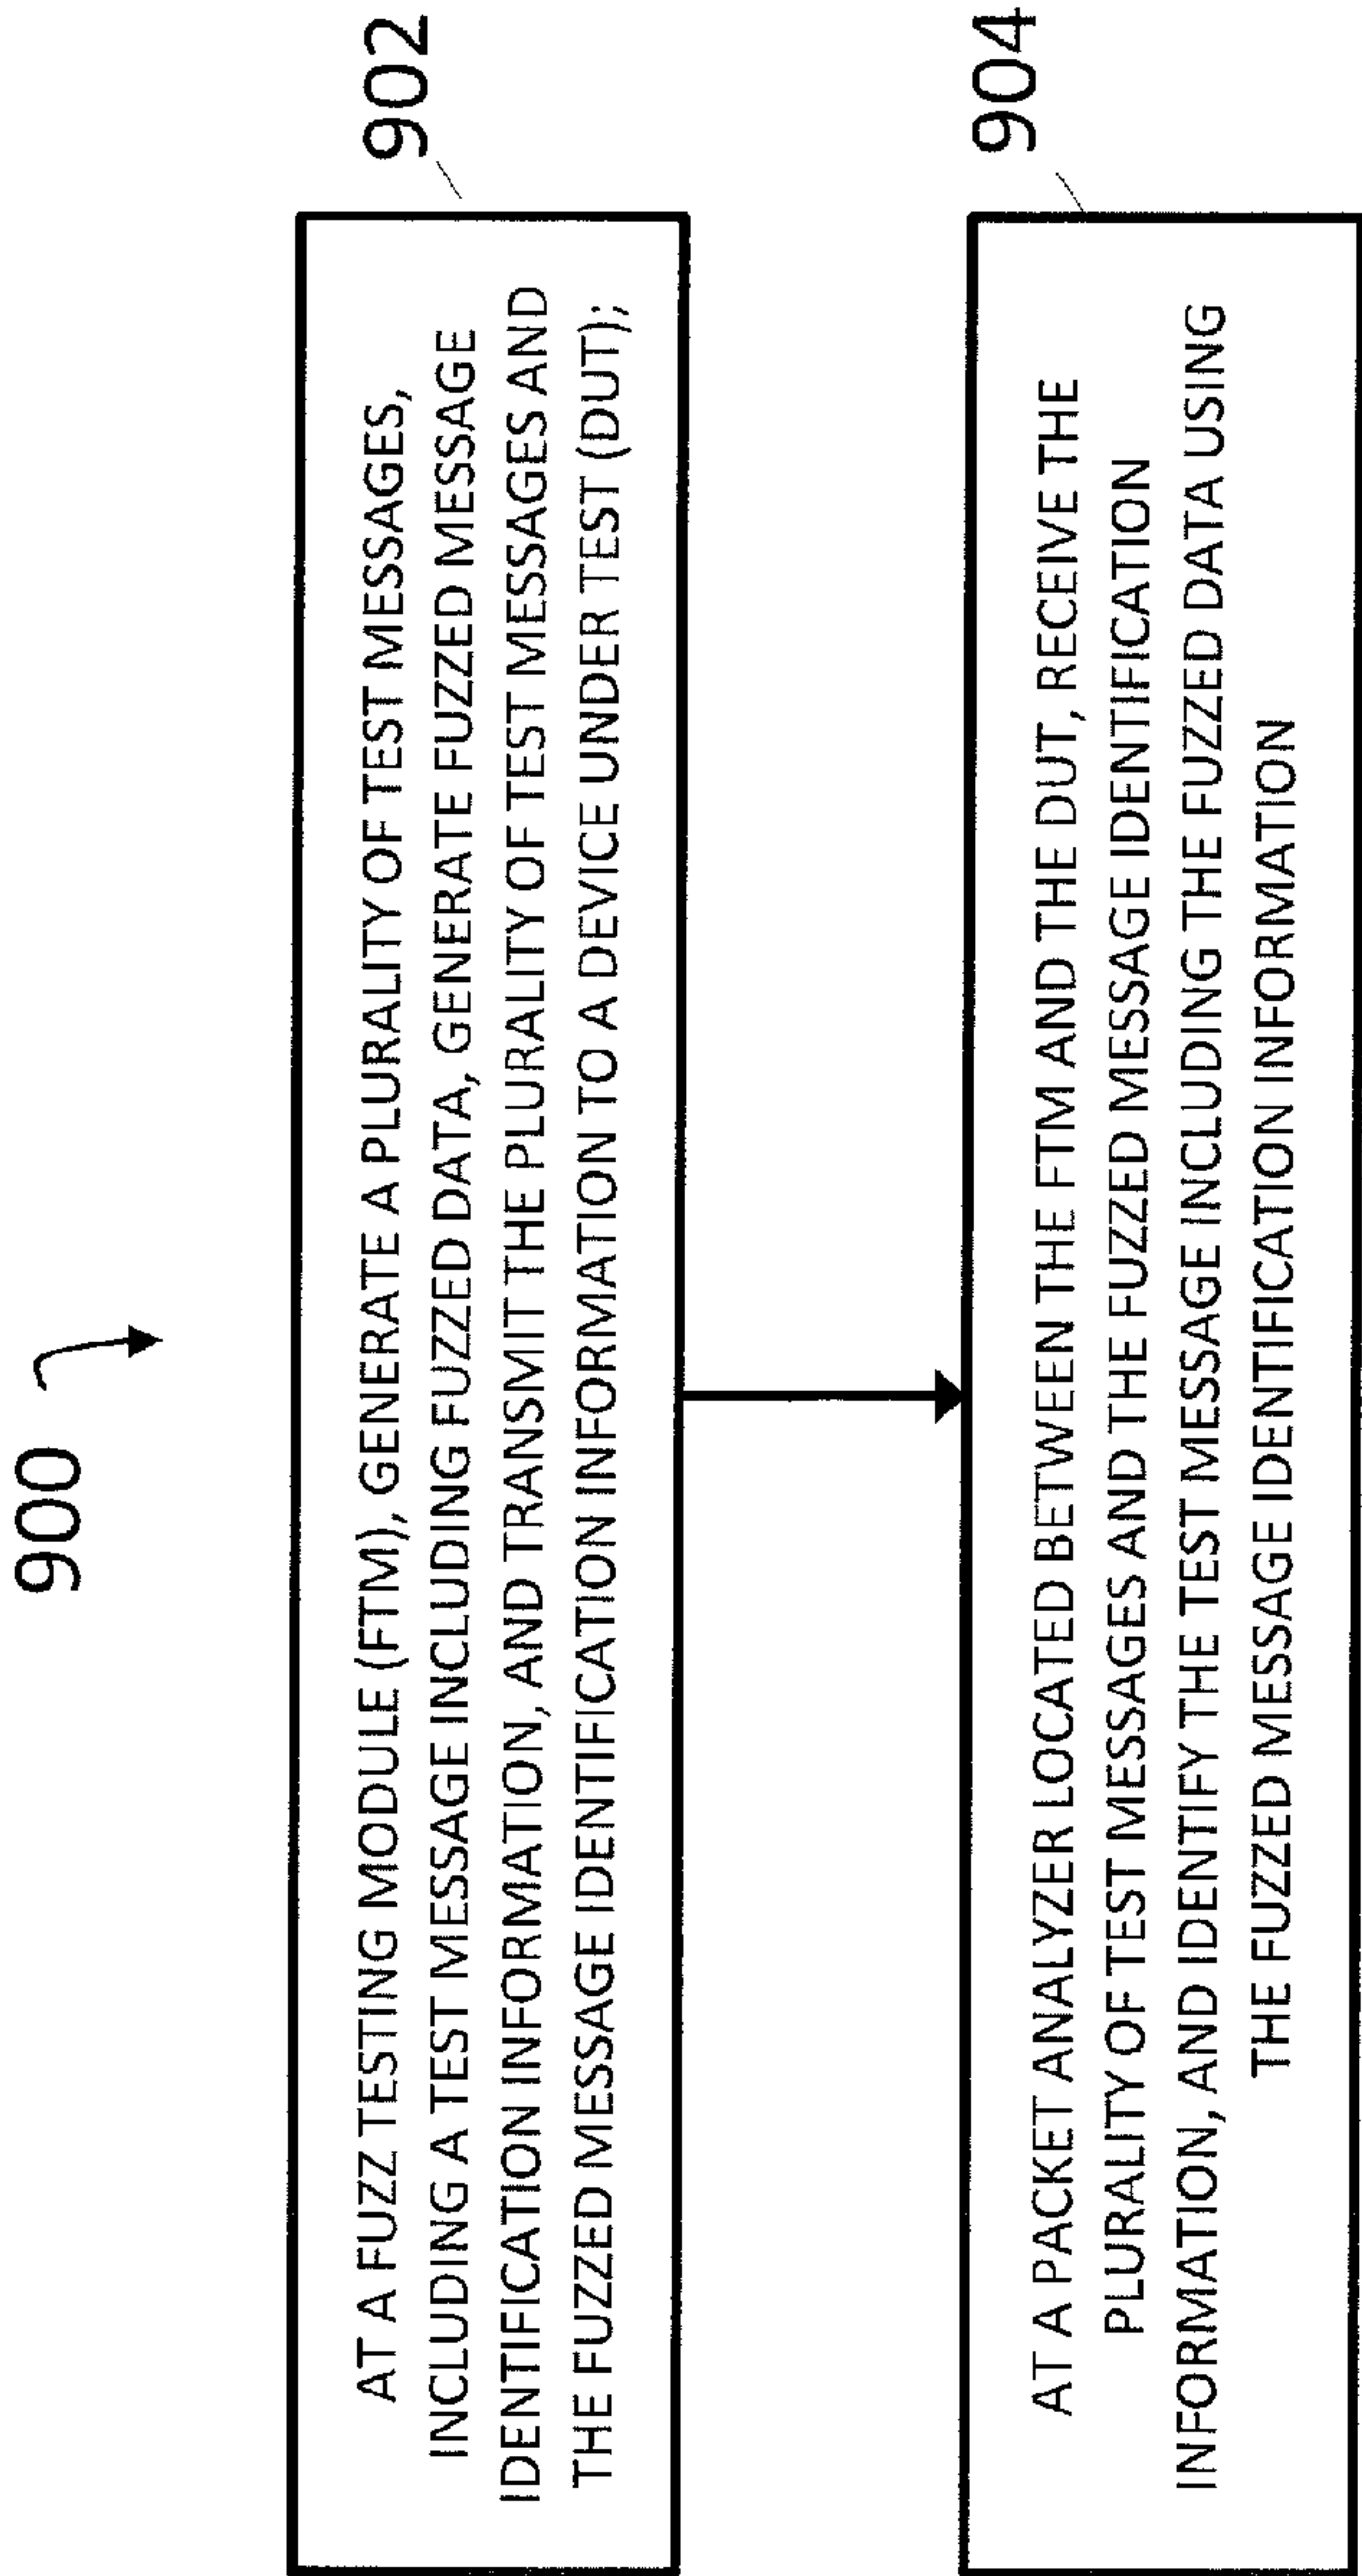 900
902
AT A FUZZ TESTING MODULE (FTM), GENERATE A PLURALITY OF TEST MESSAGES,
INCLUDING A TEST MESSAGE INCLUDING FUZZED DATA, GENERATE FUZZED MESSAGE
IDENTIFICATION INFORMATION, AND TRANSMIT THE PLURALITY OF TEST MESSAGES AND
THE FUZZED MESSAGE IDENTIFICATION INFORMATION TO A DEVICE UNDER TEST (DUT);
904
AT A PACKET ANALYZER LOCATED BETWEEN THE FTM AND THE DUT, RECEIVE THE
PLURALITY OF TEST MESSAGES AND THE FUZZED MESSAGE IDENTIFICATION
INFORMATION, AND IDENTIFY THE TEST MESSAGE INCLUDING THE FUZZED DATA USING
THE FUZZED MESSAGE IDENTIFICATION INFORMATION